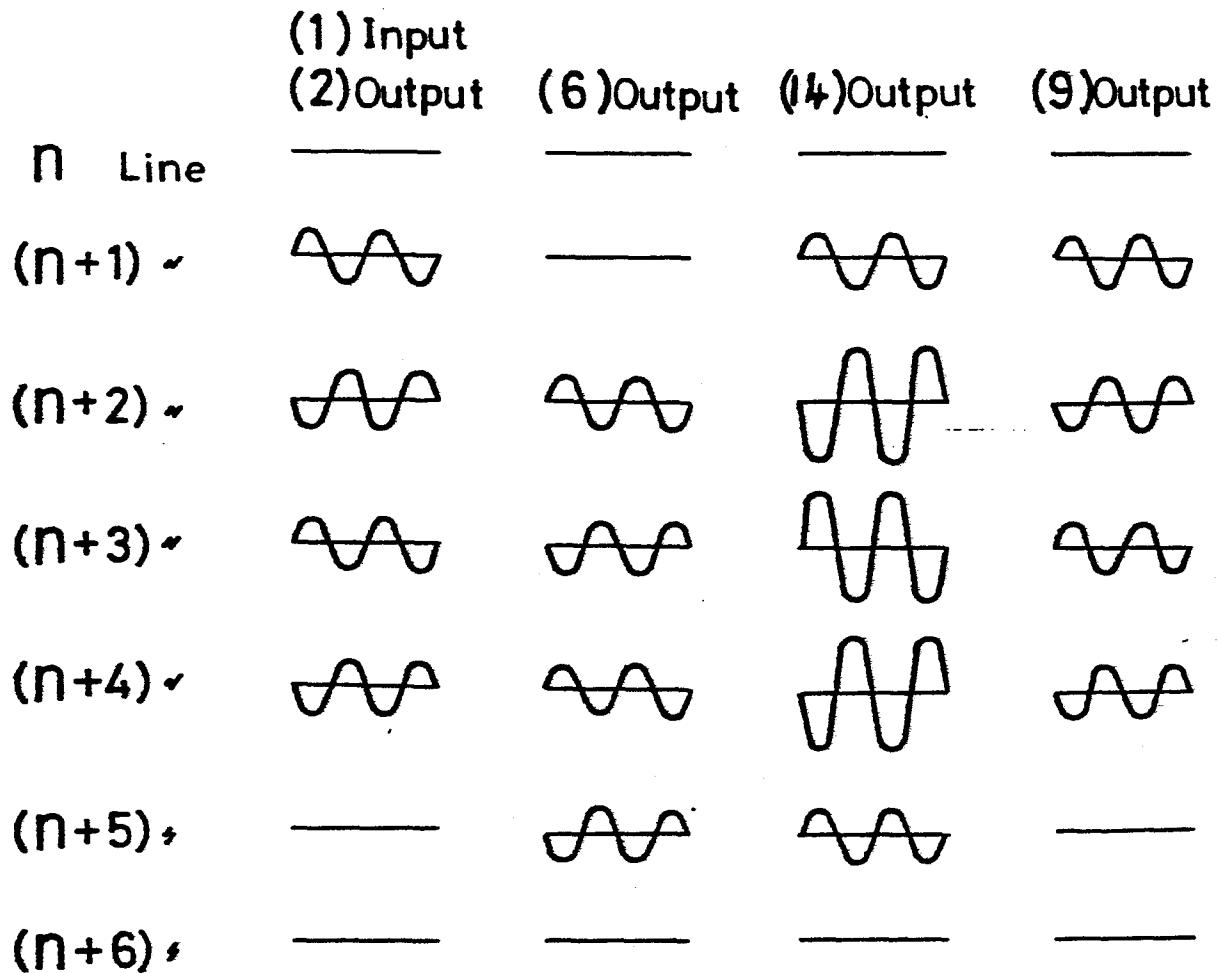 (1) Input
(2) Output (6) Output (14) Output (9) Output
n Line
(n+1) 〃
(n+2) 〃
(n+3) 〃
(n+4) 〃
(n+5) 〃
(n+6) 〃